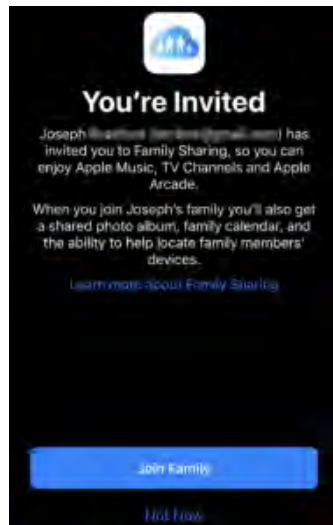 You're Invited
Joseph has
invited you to Family Sharing, so you can
enjoy Apple Music, TV Channels and Apple
Arcade.
When you join Joseph's family you'll also get
a shared photo album, family calendar, and
the ability to help locate family members'
devices.
Learn more about Family Sharing
Join Family
Not Now